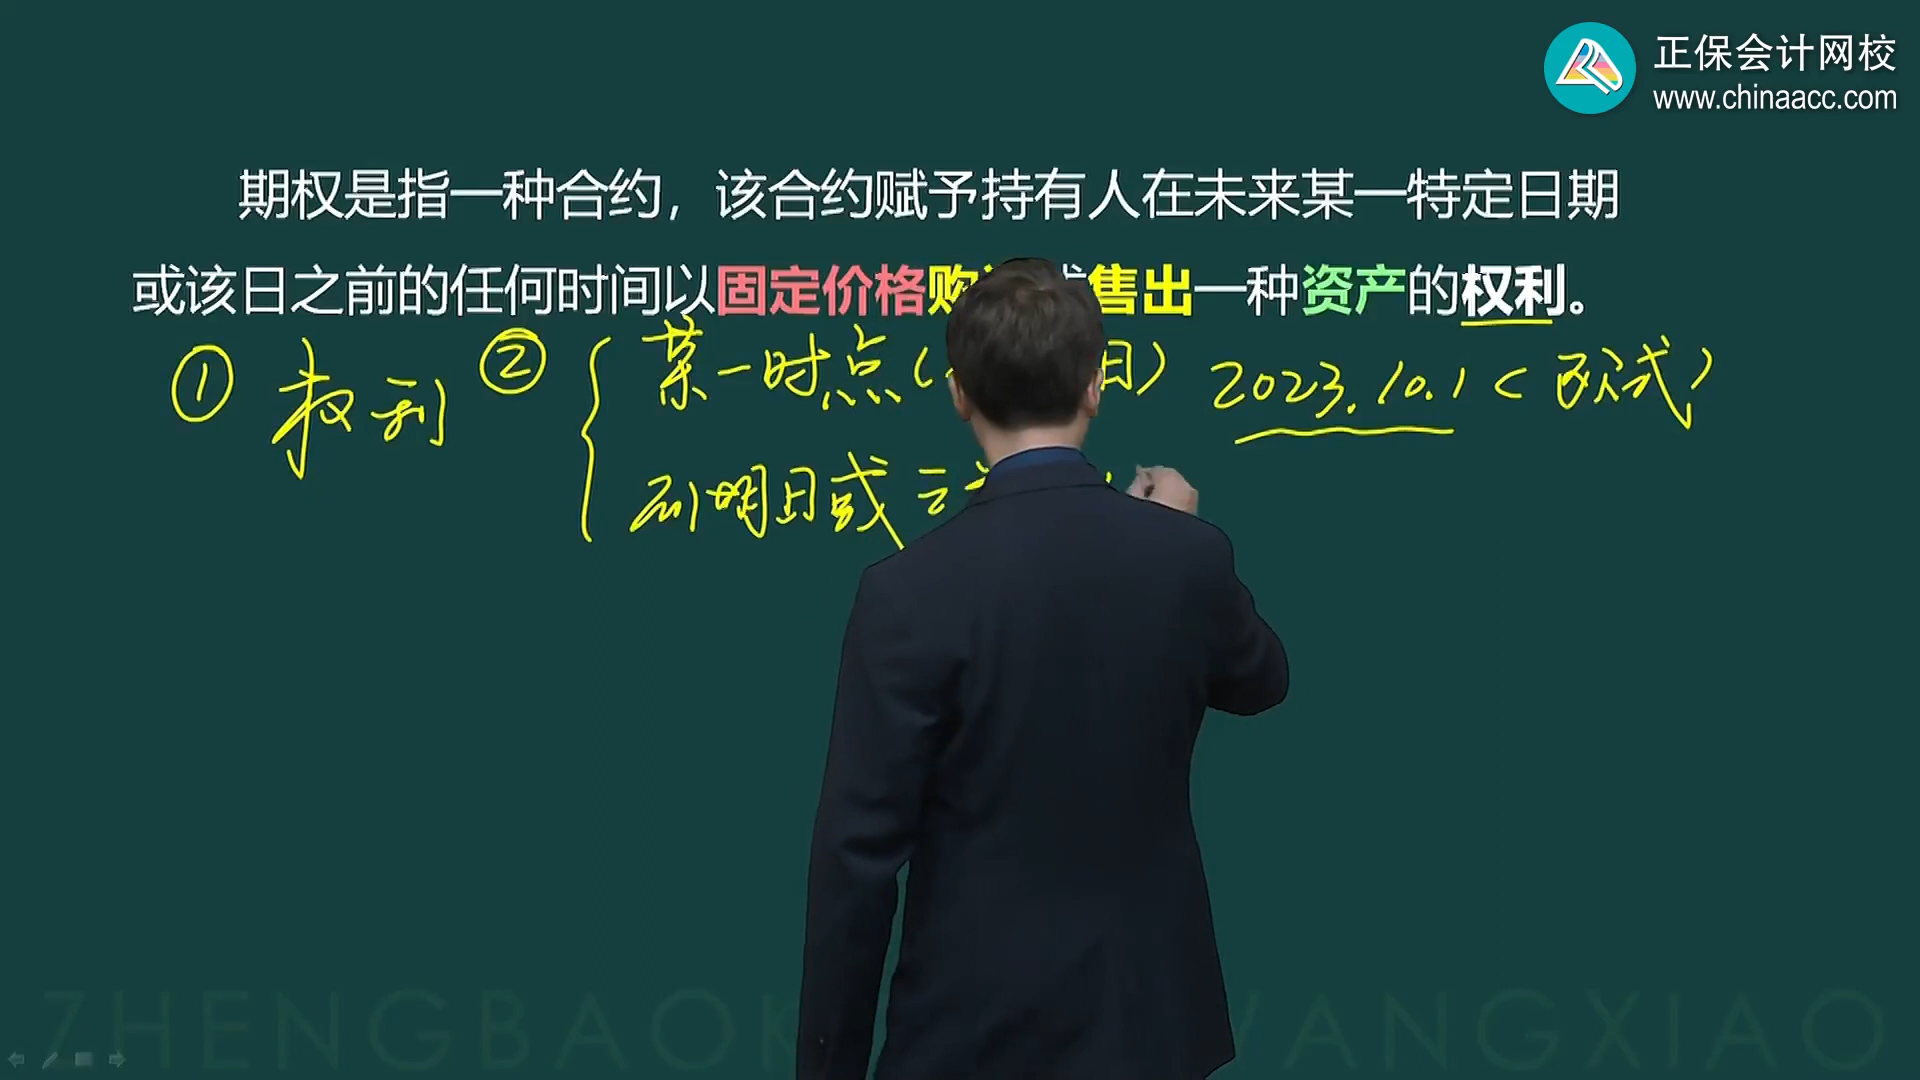 正保会计网校
www.chinaacc.com
期权是指一种合约，该合约赋予持有人在未来某一特定日期
或该日之前的任何时间以固定价格购 售出一种资产的权利。
① 权利 ② 某一时点( 日) 2023.10.1 (欧式)
到期日或
ZHENGBAOK WANGXIAO